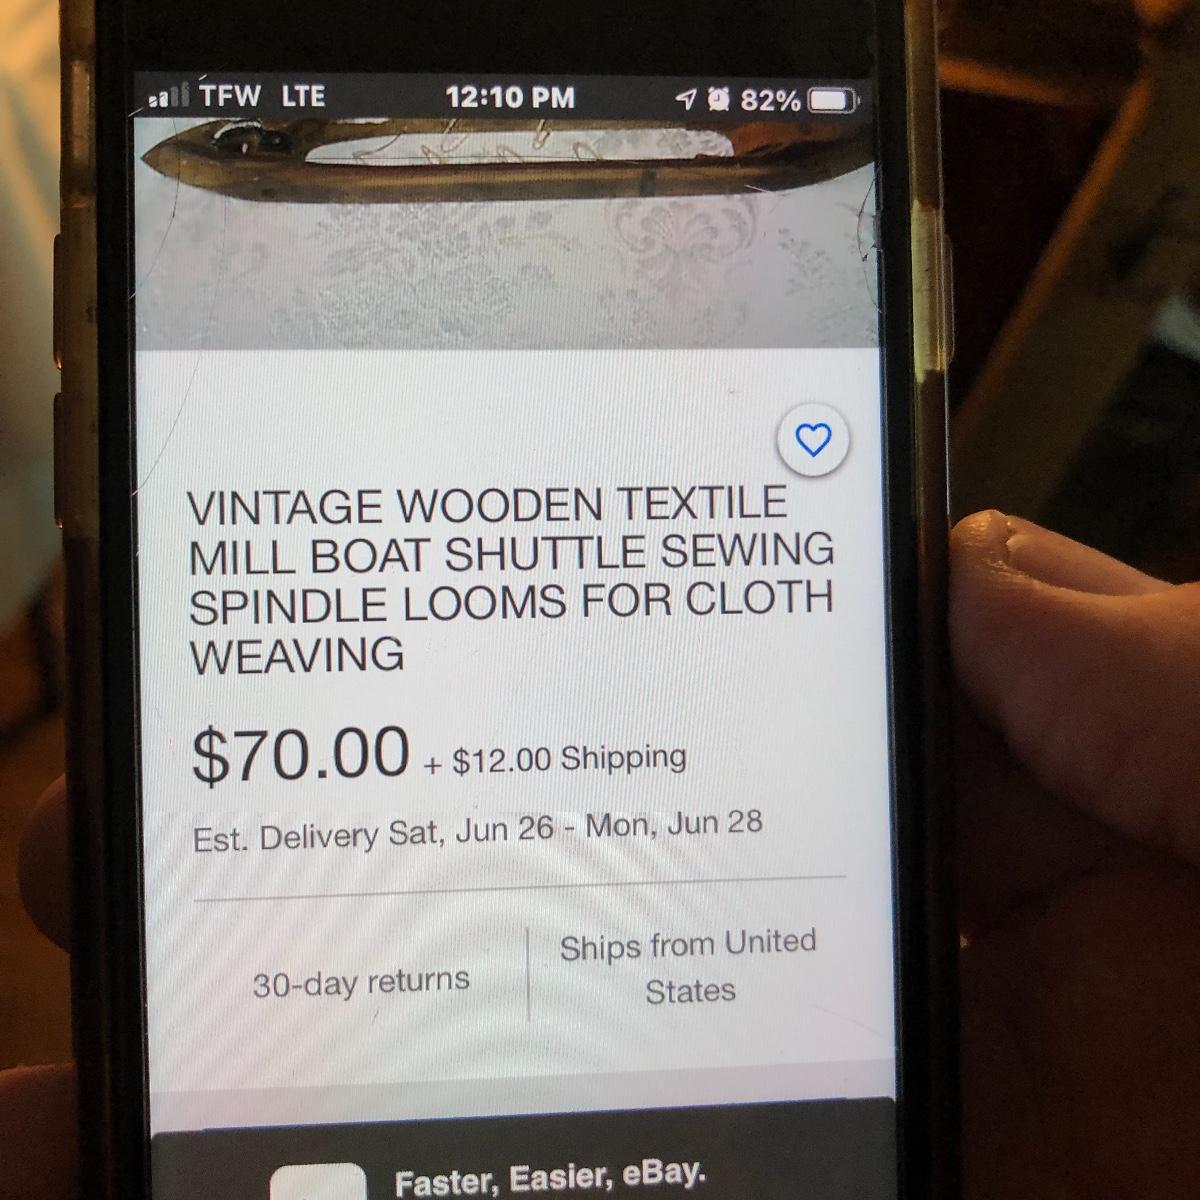 TFW LTE 12:10 PM 82%
VINTAGE WOODEN TEXTILE
MILL BOAT SHUTTLE SEWING
SPINDLE LOOMS FOR CLOTH
WEAVING
$70.00 + $12.00 Shipping
Est. Delivery Sat, Jun 26 - Mon, Jun 28
30-day returns
Ships from United
States
Faster, Easier, eBay.